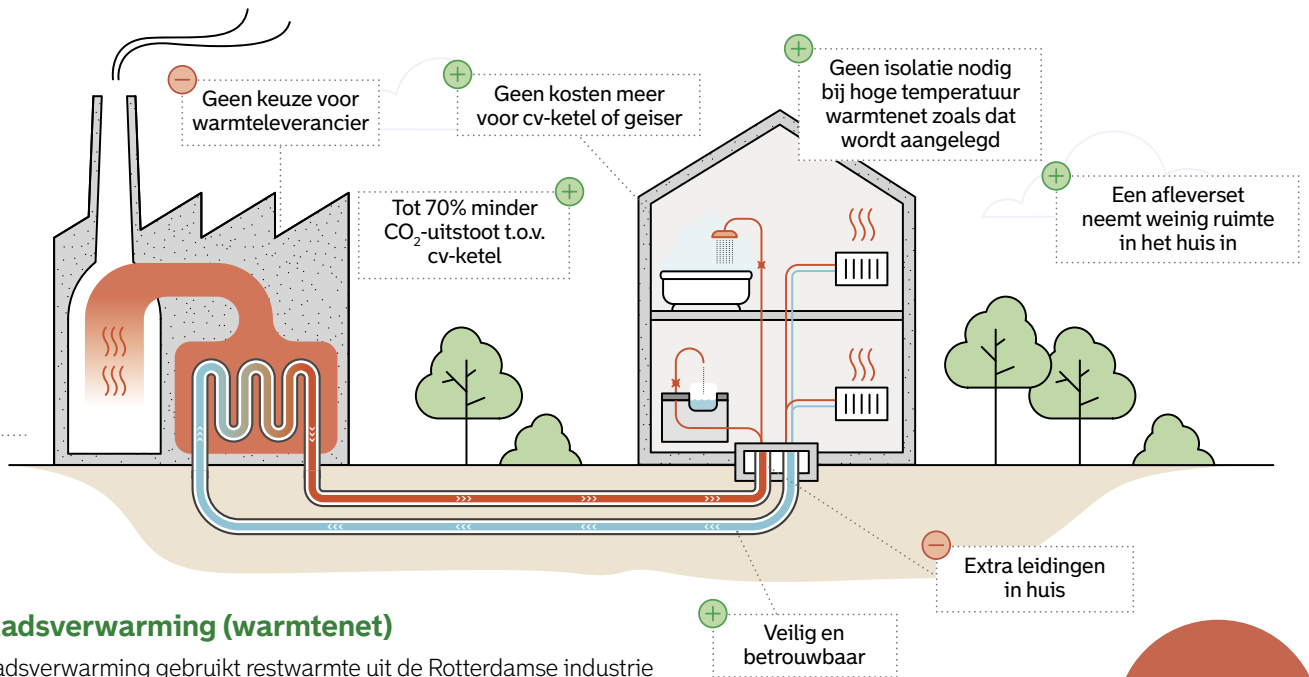 Geen keuze voor
warmteleverancier
Geen kosten meer
voor cv-ketel of geiser
Geen isolatie nodig
bij hoge temperatuur
warmtenet zoals dat
wordt aangelegd
Tot 70% minder
CO₂-uitstoot t.o.v.
cv-ketel
Een afleverset
neemt weinig ruimte
in het huis in
Extra leidingen
in huis
Veilig en
betrouwbaar
adsverwarming (warmtenet)
adsverwarming gebruikt restwarmte uit de Rotterdamse industrie